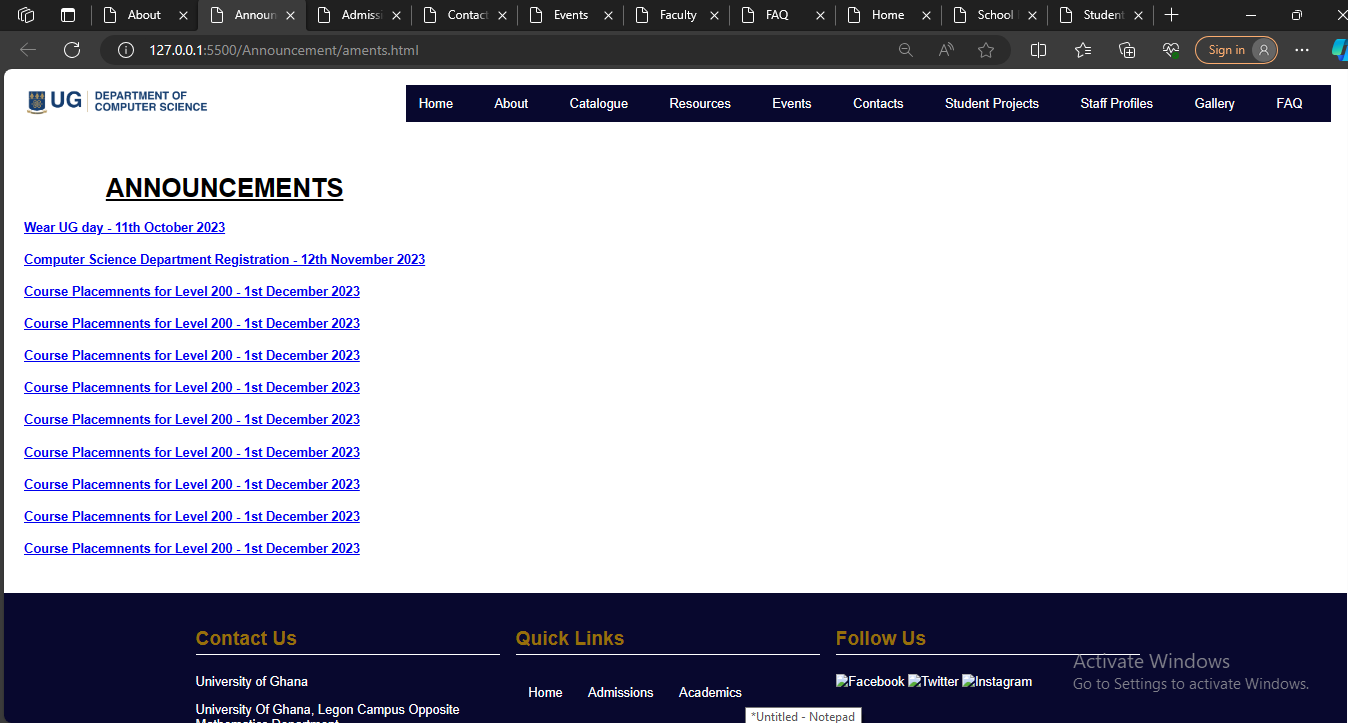 About
Announ
Admissi
Contact
Events
Faculty
FAQ
Home
School
Student
127.0.0.1:5500/Announcement/aments.html
Sign in
UG DEPARTMENT OF
COMPUTER SCIENCE
Home About Catalogue Resources Events Contacts Student Projects Staff Profiles Gallery FAQ
ANNOUNCEMENTS
Wear UG day - 11th October 2023
Computer Science Department Registration - 12th November 2023
Course Placemnents for Level 200 - 1st December 2023
Course Placemnents for Level 200 - 1st December 2023
Course Placemnents for Level 200 - 1st December 2023
Course Placemnents for Level 200 - 1st December 2023
Course Placemnents for Level 200 - 1st December 2023
Course Placemnents for Level 200 - 1st December 2023
Course Placemnents for Level 200 - 1st December 2023
Course Placemnents for Level 200 - 1st December 2023
Course Placemnents for Level 200 - 1st December 2023
Contact Us
University of Ghana
University Of Ghana, Legon Campus Opposite
Mathematics Department
Quick Links
Home Admissions Academics
Follow Us
Facebook Twitter Instagram
Activate Windows
Go to Settings to activate Windows.
*Untitled - Notepad